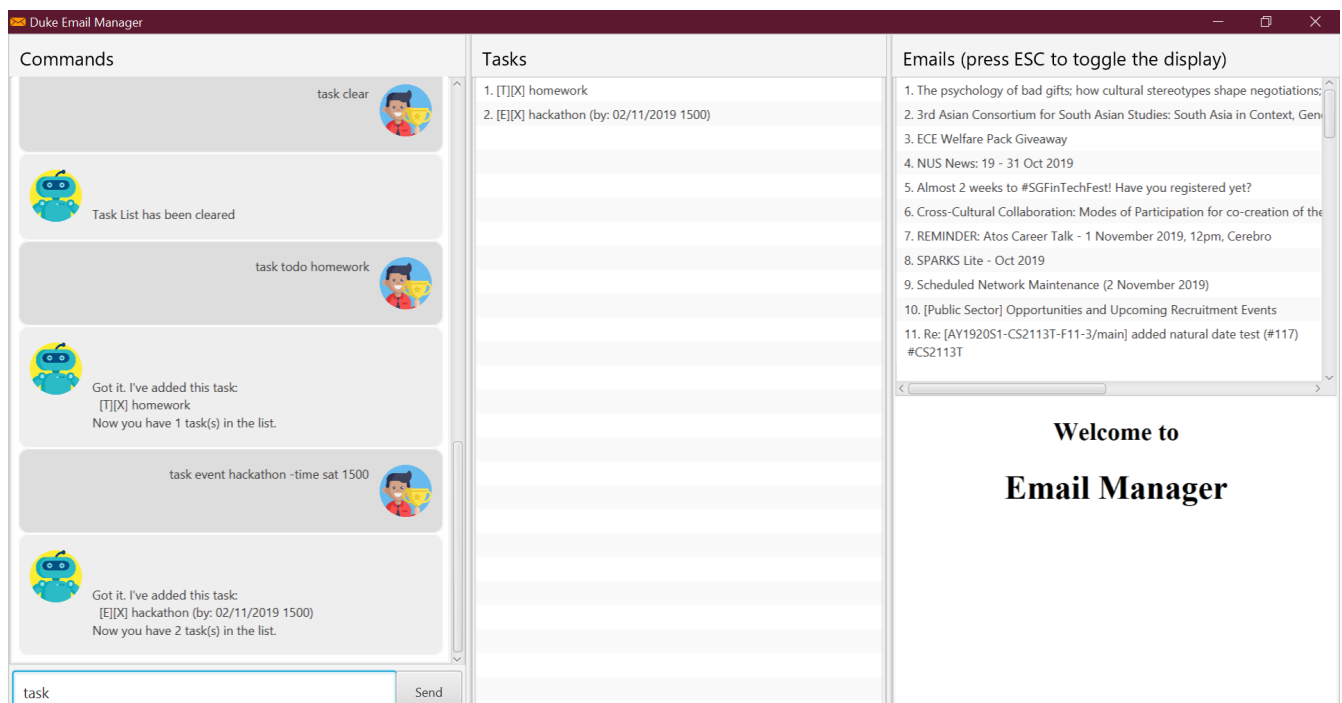 Duke Email Manager
Commands
task clear
Task List has been cleared
task todo homework
Got it. I've added this task:
[T][X] homework
Now you have 1 task(s) in the list.
task event hackathon -time sat 1500
Got it. I've added this task:
[E][X] hackathon (by: 02/11/2019 1500)
Now you have 2 task(s) in the list.
task
Send
Tasks
1. [T][X] homework
2. [E][X] hackathon (by: 02/11/2019 1500)
Emails (press ESC to toggle the display)
1. The psychology of bad gifts; how cultural stereotypes shape negotiations;
2. 3rd Asian Consortium for South Asian Studies: South Asia in Context,
3. ECE Welfare Pack Giveaway
4. NUS News: 19 - 31 Oct 2019
5. Almost 2 weeks to #SGFinTechFest! Have you registered yet?
6. Cross-Cultural Collaboration: Modes of Participation for co-creation of the
7. REMINDER: Atos Career Talk - 1 November 2019, 12pm, Cerebro
8. SPARKS Lite - Oct 2019
9. Scheduled Network Maintenance (2 November 2019)
10. [Public Sector] Opportunities and Upcoming Recruitment Events
11. Re: [AY1920S1-CS2113T-F11-3/main] added natural date test (#117)
#CS2113T
Welcome to
Email Manager